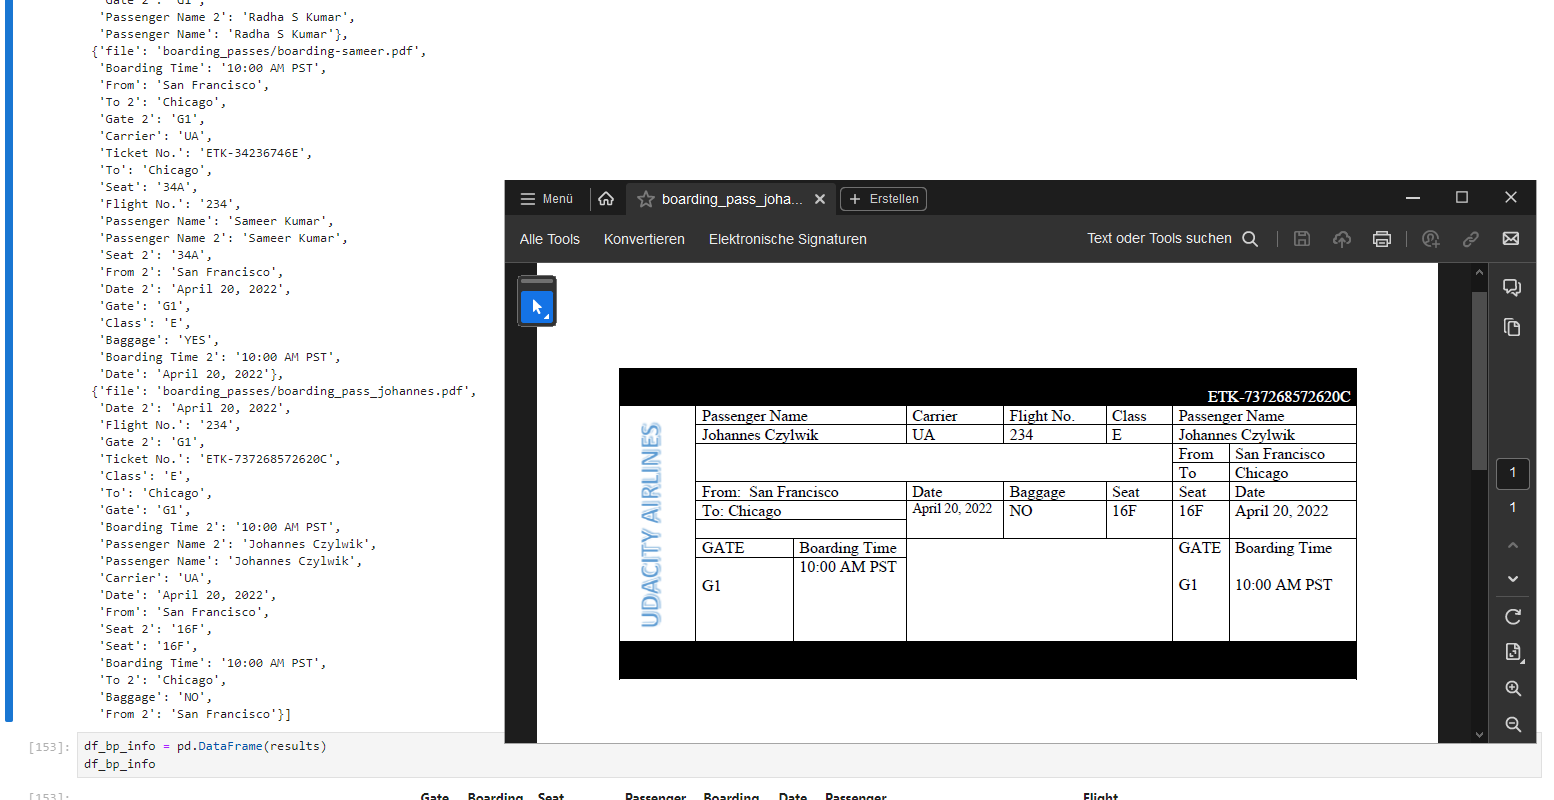 'Gate 2': 'G1',
'Passenger Name 2': 'Radha S Kumar',
'Passenger Name': 'Radha S Kumar'},
{'file': 'boarding_passes/boarding-sameer.pdf',
'Boarding Time': '10:00 AM PST',
'From': 'San Francisco',
'To 2': 'Chicago',
'Gate 2': 'G1',
'Carrier': 'UA',
'Ticket No.': 'ETK-34236746E',
'To': 'Chicago',
'Seat': '34A',
'Flight No.': '234',
'Passenger Name': 'Sameer Kumar',
'Passenger Name 2': 'Sameer Kumar',
'Seat 2': '34A',
'From 2': 'San Francisco',
'Date 2': 'April 20, 2022',
'Gate': 'G1',
'Class': 'E',
'Baggage': 'YES',
'Boarding Time 2': '10:00 AM PST',
'Date': 'April 20, 2022'},
{'file': 'boarding_passes/boarding_pass_johannes.pdf',
'Date 2': 'April 20, 2022',
'Flight No.': '234',
'Gate 2': 'G1',
'Ticket No.': 'ETK-737268572620C',
'Class': 'E',
'To': 'Chicago',
'Gate': 'G1',
'Boarding Time 2': '10:00 AM PST',
'Passenger Name 2': 'Johannes Czylwik',
'Passenger Name': 'Johannes Czylwik',
'Carrier': 'UA',
'Date': 'April 20, 2022',
'From': 'San Francisco',
'Seat 2': '16F',
'Seat': '16F',
'Boarding Time': '10:00 AM PST',
'To 2': 'Chicago',
'Baggage': 'NO',
'From 2': 'San Francisco'}]
[153]: df_bp_info = pd.DataFrame(results)
df_bp_info
[153]:
Gate Boarding Seat Passenger Boarding Date Passenger Flight
Menü boarding_pass_joha... Erstellen
Alle Tools Konvertieren Elektronische Signaturen Text oder Tools suchen
1
1
ETK-737268572620C
UDACITY AIRLINES
Passenger Name Carrier Flight No. Class Passenger Name
Johannes Czylwik UA 234 E Johannes Czylwik
From San Francisco
To Chicago
From: San Francisco Date Baggage Seat Seat Date
To: Chicago April 20, 2022 NO 16F 16F April 20, 2022
GATE Boarding Time GATE Boarding Time
10:00 AM PST
G1 G1 10:00 AM PST